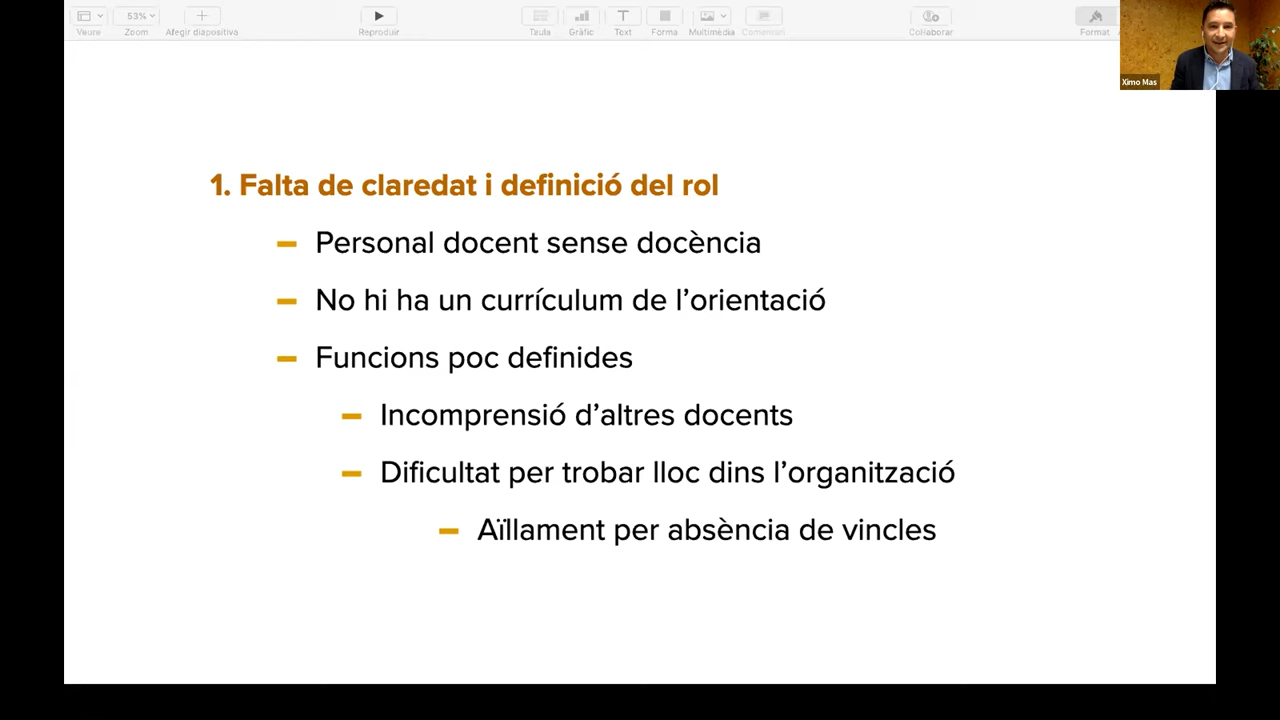 53%
Veure
Zoom
Afegir diapositiva
Reproduir
Taula
Gràfic
Text
Forma
Multimèdia
Comentari
Col·laborar
Format
Ximo Mas
1. Falta de claredat i definició del rol
– Personal docent sense docència
– No hi ha un currículum de l’orientació
– Funcions poc definides
– Incomprensió d’altres docents
– Dificultat per trobar lloc dins l’organització
– Aïllament per absència de vincles